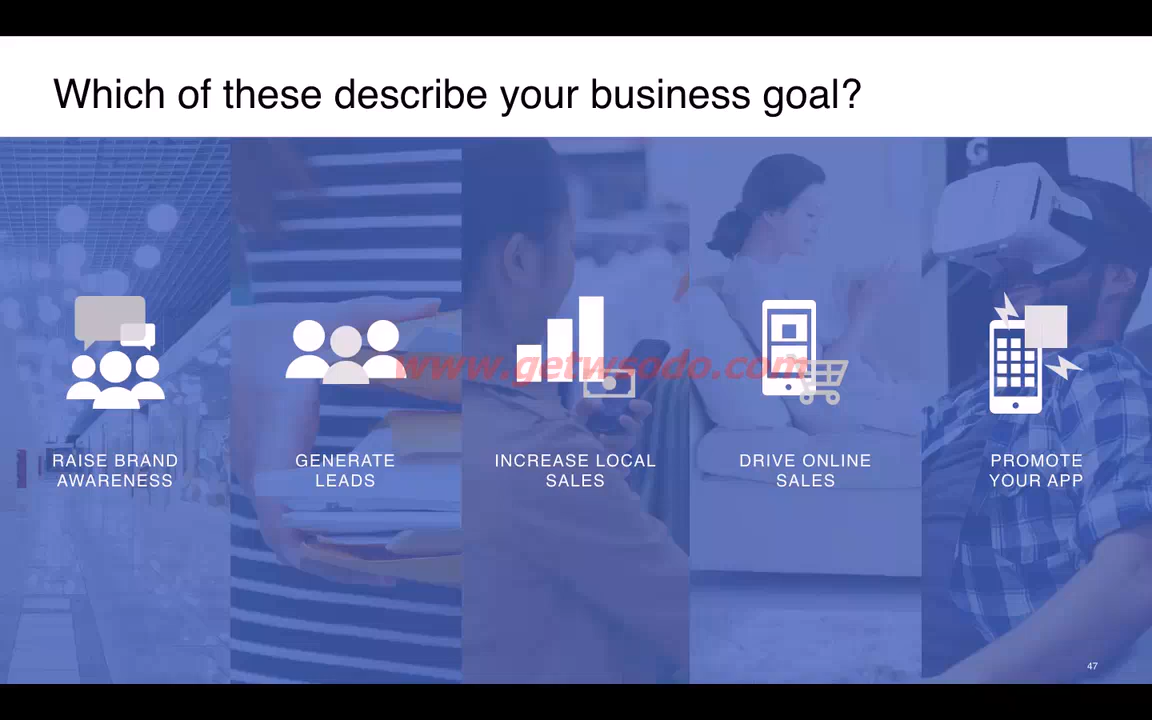 Which of these describe your business goal?
www.getwsodo.com
RAISE BRAND
AWARENESS
GENERATE
LEADS
INCREASE LOCAL
SALES
DRIVE ONLINE
SALES
PROMOTE
YOUR APP
47